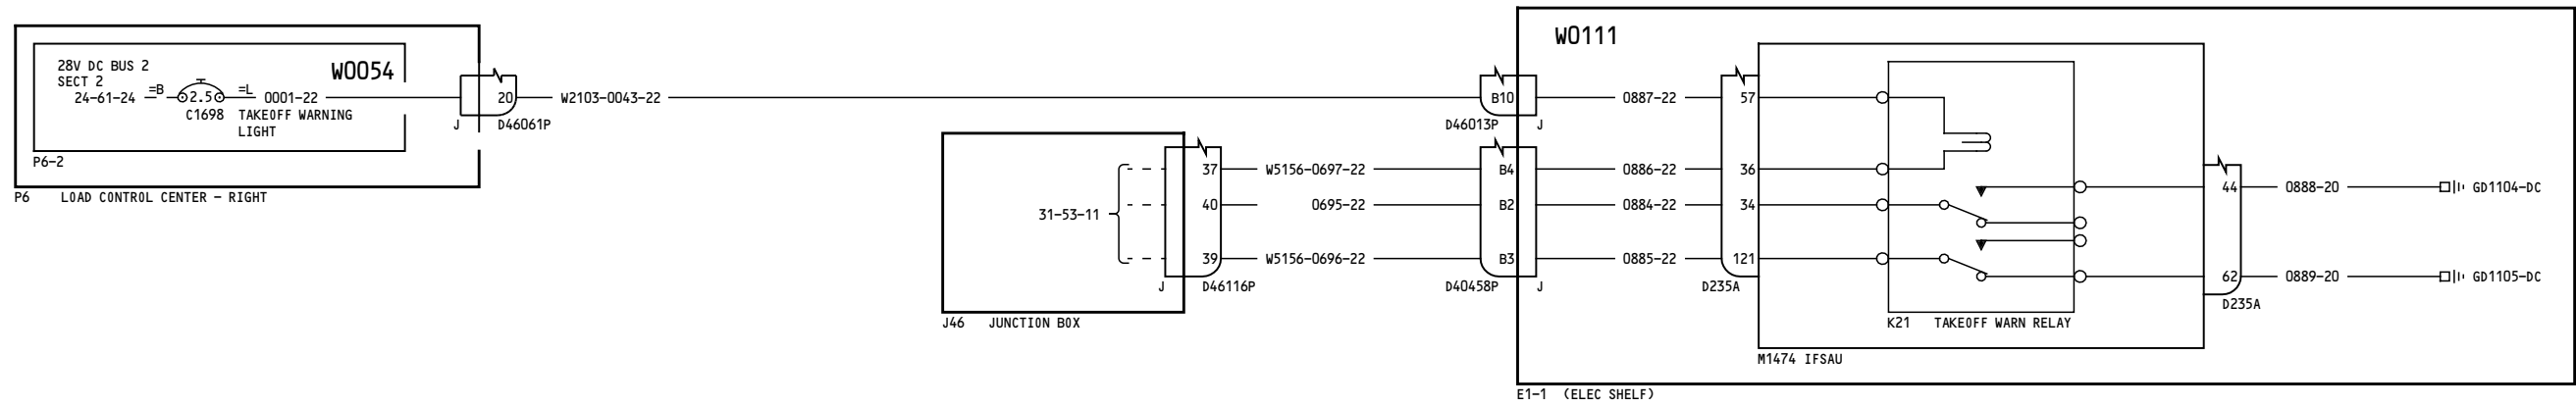 W0054
28V DC BUS 2
SECT 2
24-61-24 =B 2.5 =L 0001-22
C1698 TAKEOFF WARNING
LIGHT
P6-2
P6 LOAD CONTROL CENTER - RIGHT
20 W2103-0043-22
J D46061P
31-53-11
37 W5156-0697-22 B4
40 0695-22 B2
39 W5156-0696-22 B3
J D46116P
J46 JUNCTION BOX
B10
D46013P J
D40458P J
W0111
0887-22 57
0886-22 36
0884-22 34
0885-22 121
D235A
K21 TAKEOFF WARN RELAY
M1474 IFSAU
E1-1 (ELEC SHELF)
44 0888-20 GD1104-DC
62 0889-20 GD1105-DC
D235A